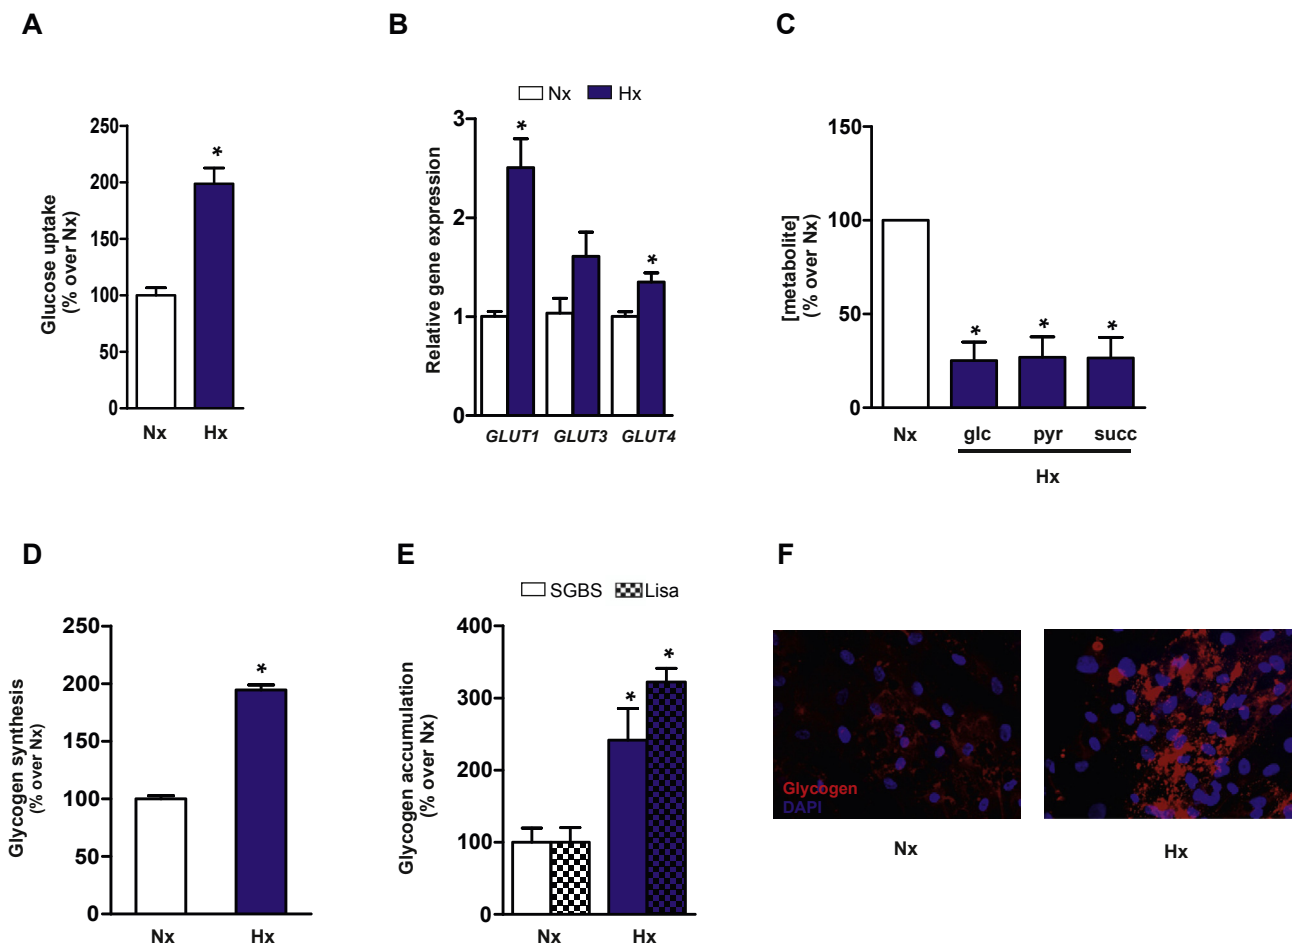 A
Glucose uptake
(% over Nx)
250
200
150
100
50
0
*
Nx Hx
B
Nx Hx
Relative gene expression
3
2
1
0
* *
GLUT1 GLUT3 GLUT4
C
[metabolite]
(% over Nx)
150
100
50
0
* * *
Nx glc pyr succ
Hx
D
Glycogen synthesis
(% over Nx)
250
200
150
100
50
0
*
Nx Hx
E
SGBS Lisa
Glycogen accumulation
(% over Nx)
400
300
200
100
0
* *
Nx Hx
F
Glycogen
DAPI
Nx Hx